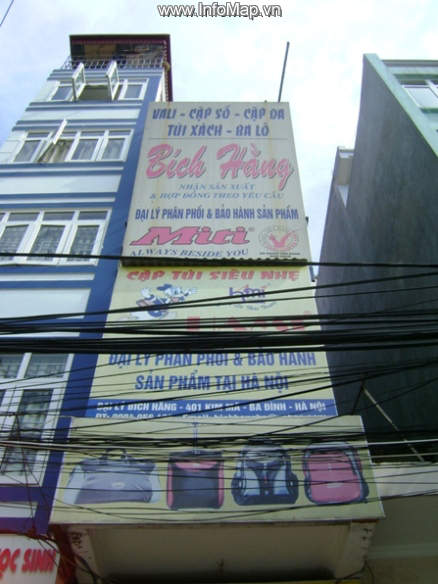 www.InfoMap.vn
VALI - CẶP SỐ - CẶP DA
TÚI XÁCH - BA LÔ
Bích Hằng
NHẬN SẢN XUẤT
& HỢP ĐỒNG THEO YÊU CẦU
ĐẠI LÝ PHÂN PHỐI & BẢO HÀNH SẢN PHẨM
Miti
ALWAYS BESIDE YOU
CẶP TÚI SIÊU NHẸ
ĐẠI LÝ PHÂN PHỐI & BẢO HÀNH
SẢN PHẨM TẠI HÀ NỘI
ĐẠI LÝ BÍCH HẰNG - 401 KIM MÃ - BA ĐÌNH - HÀ NỘI
ĐT:
ỌC SINH